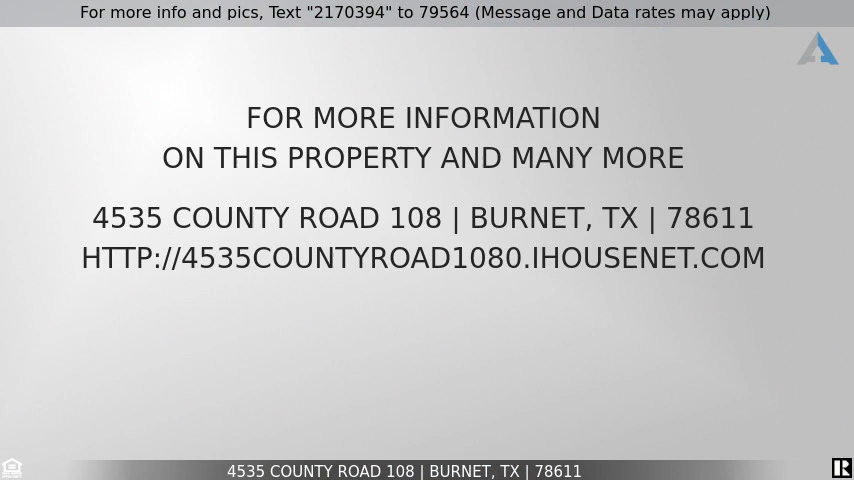 For more info and pics, Text "2170394" to 79564 (Message and Data rates may apply)
FOR MORE INFORMATION
ON THIS PROPERTY AND MANY MORE
4535 COUNTY ROAD 108 | BURNET, TX | 78611
HTTP://4535COUNTYROAD1080.IHOUSENET.COM
4535 COUNTY ROAD 108 | BURNET, TX | 78611